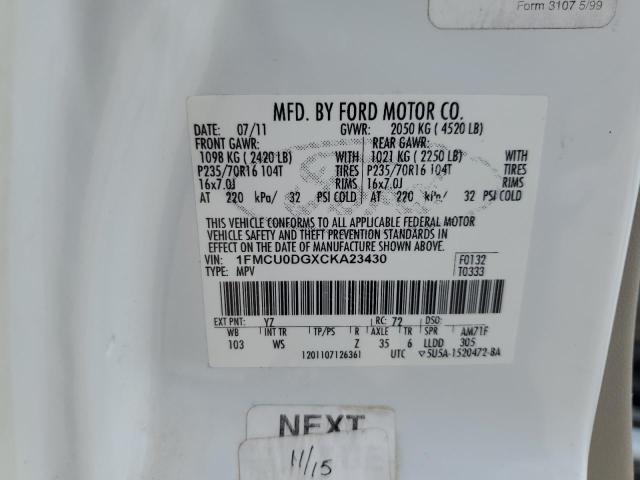 Form 3107 5/99
MFD. BY FORD MOTOR CO.
DATE: 07/11 GVWR: 2050 KG ( 4520 LB)
FRONT GAWR: REAR GAWR:
1098 KG ( 2420 LB) WITH 1021 KG ( 2250 LB) WITH
P235/70R16 104T TIRES P235/70R16 104T TIRES
16x7.0J RIMS 16x7.0J RIMS
AT 220 kPa/ 32 PSI COLD AT 220 kPa/ 32 PSI COLD
THIS VEHICLE CONFORMS TO ALL APPLICABLE FEDERAL MOTOR
VEHICLE SAFETY AND THEFT PREVENTION STANDARDS IN
EFFECT ON THE DATE OF MANUFACTURE SHOWN ABOVE.
VIN: 1FMCU0DGXCKA23430 F0132
TYPE: MPV T0333
EXT PNT: YZ RC: 72 DSO:
WB INT TR TP/PS R AXLE TR SPR AM71F
103 WS Z 35 6 LLDD 305
1201107126361 UTC ▽5U5A-1520472-BA
NEXT
11/15